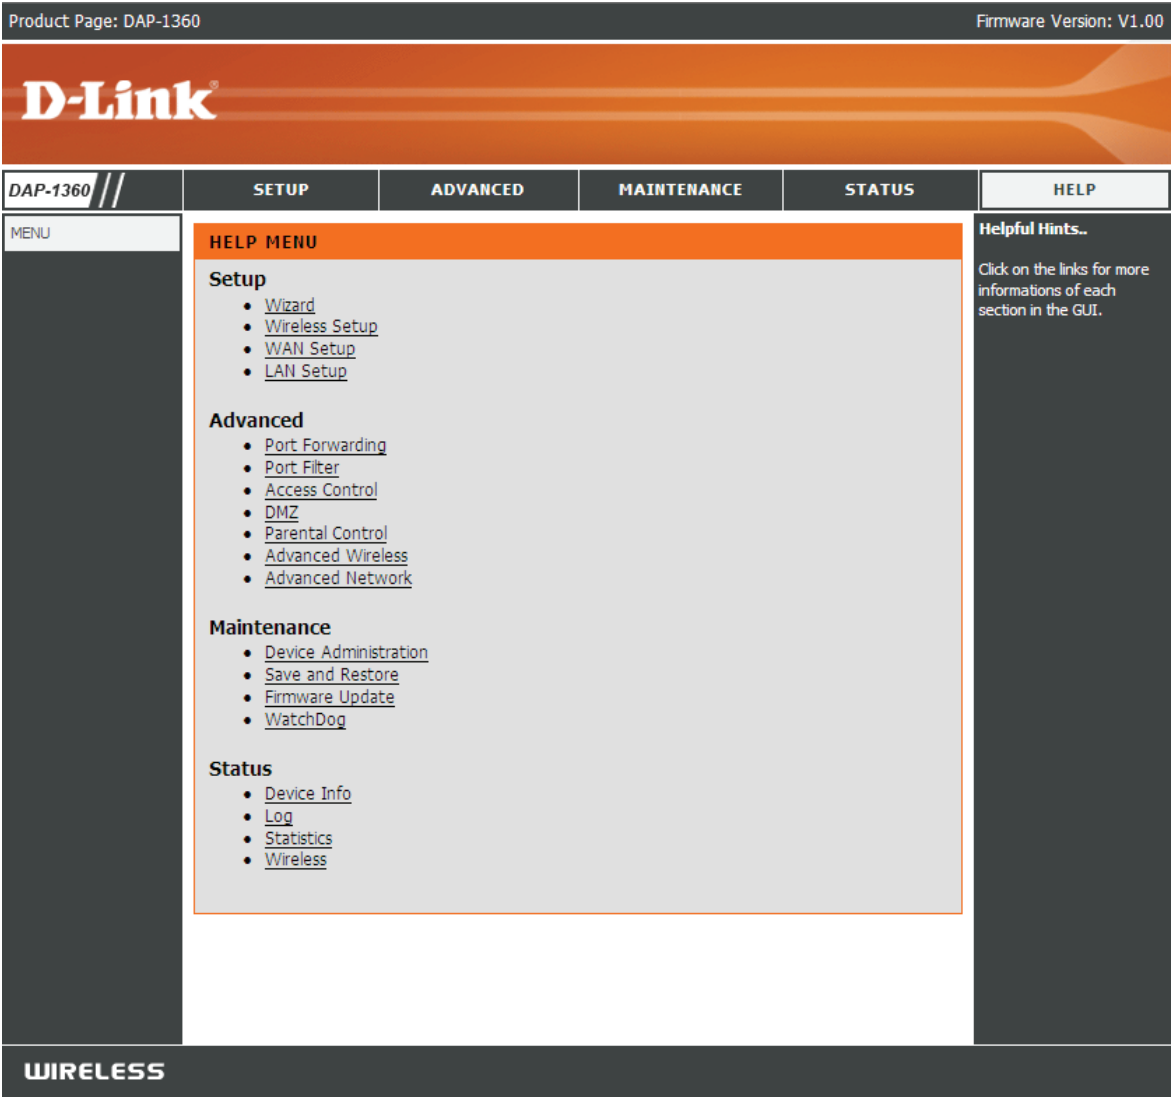 Product Page: DAP-1360 Firmware Version: V1.00
D-Link®
DAP-1360 SETUP ADVANCED MAINTENANCE STATUS HELP
MENU
HELP MENU
Setup
• Wizard
• Wireless Setup
• WAN Setup
• LAN Setup
Advanced
• Port Forwarding
• Port Filter
• Access Control
• DMZ
• Parental Control
• Advanced Wireless
• Advanced Network
Maintenance
• Device Administration
• Save and Restore
• Firmware Update
• WatchDog
Status
• Device Info
• Log
• Statistics
• Wireless
Helpful Hints..
Click on the links for more
informations of each
section in the GUI.
WIRELESS